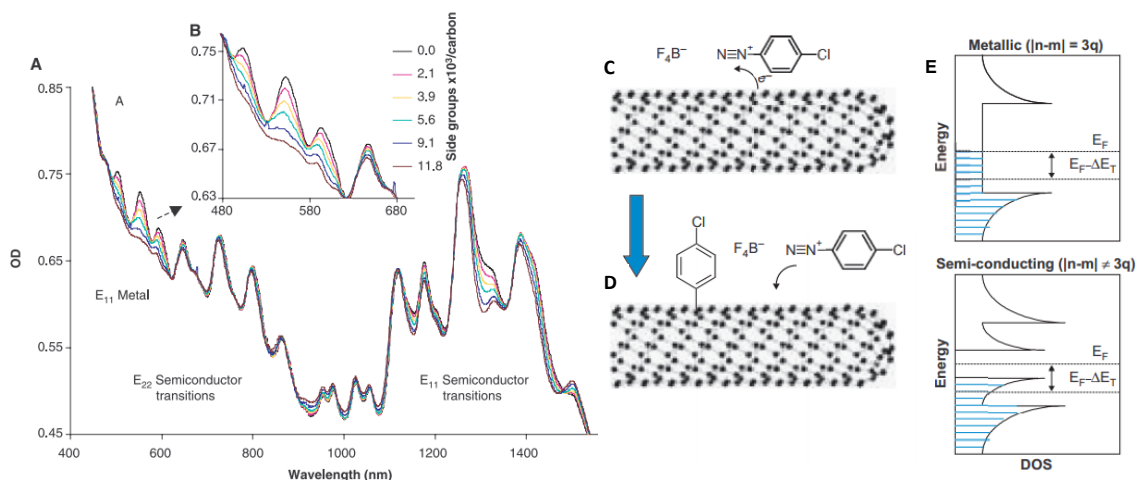 A
A
0.85
0.75
0.65
0.55
0.45
OD
400
600
800
1000
1200
1400
Wavelength (nm)
E11 Metal
E22 Semiconductor
transitions
E11 Semiconductor
transitions
B
0.75
0.71
0.67
0.63
480
580
680
0.0
2.1
3.9
5.6
9.1
11.8
Side groups x10³/carbon
C
F₄B⁻
N≡N⁺
Cl
e⁻
D
Cl
F₄B⁻
N≡N⁺
Cl
E
Metallic (|n-m| = 3q)
Energy
EF
EF-ΔET
Semi-conducting (|n-m| ≠ 3q)
Energy
EF
EF-ΔET
DOS